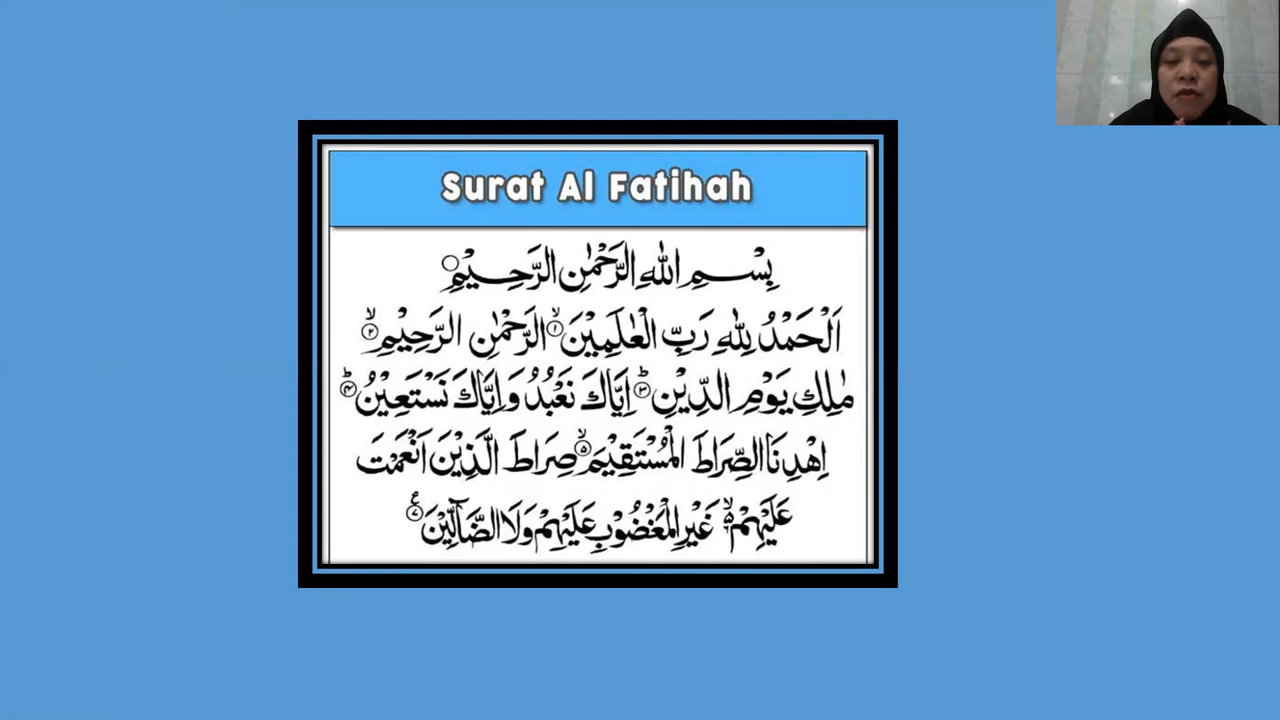 Surat Al Fatihah
بِسْمِ اللّٰهِ الرَّحْمٰنِ الرَّحِيْمِ ۝
اَلْحَمْدُ لِلّٰهِ رَبِّ الْعٰلَمِيْنَۙ ١ الرَّحْمٰنِ الرَّحِيْمِۙ ٢
مٰلِكِ يَوْمِ الدِّيْنِۗ ٣ اِيَّاكَ نَعْبُدُ وَاِيَّاكَ نَسْتَعِيْنُۗ ٤
اِهْدِنَا الصِّرَاطَ الْمُسْتَقِيْمَۙ ٥ صِرَاطَ الَّذِيْنَ اَنْعَمْتَ
عَلَيْهِمْ ەۙ غَيْرِ الْمَغْضُوْبِ عَلَيْهِمْ وَلَا الضَّاۤلِّيْنَ ࣖ ٧